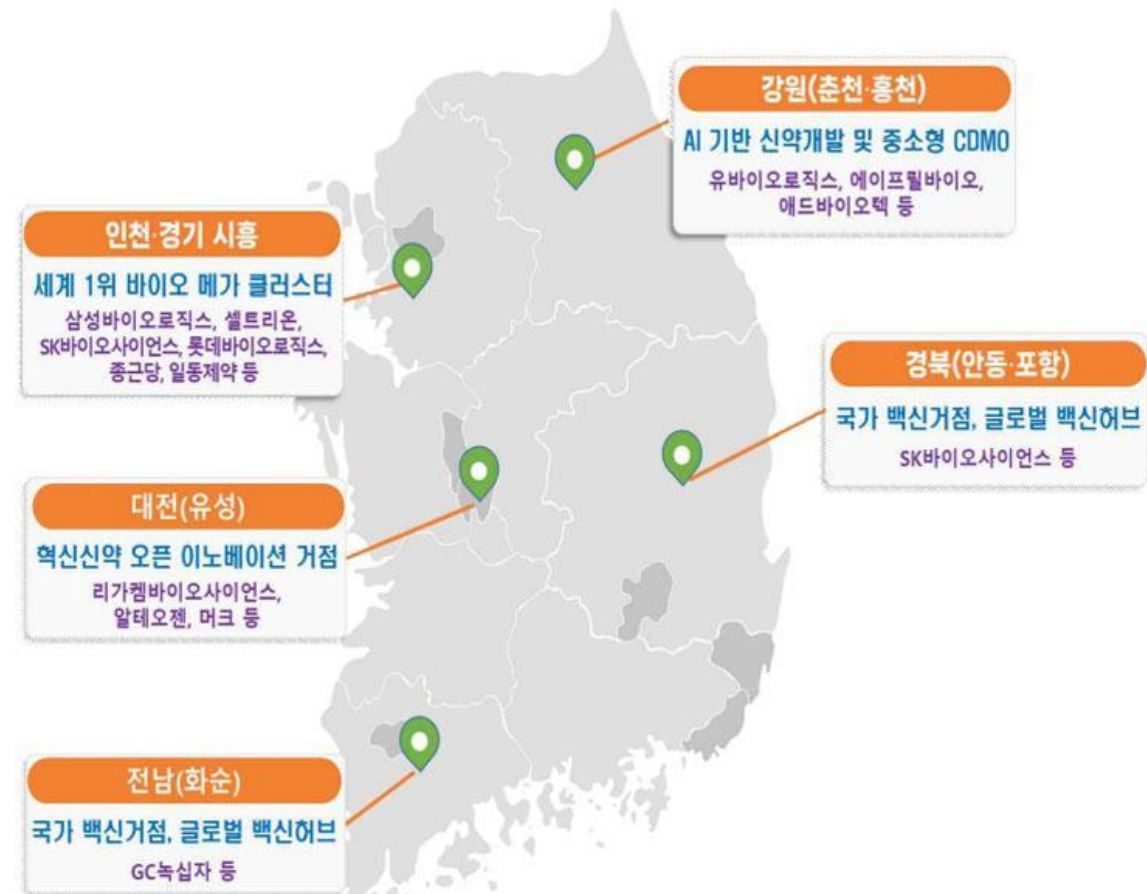 강원(춘천·홍천)
AI 기반 신약개발 및 중소형 CDMO
유바이오로직스, 에이프릴바이오,
애드바이오텍 등
인천·경기 시흥
세계 1위 바이오 메가 클러스터
삼성바이오로직스, 셀트리온,
SK바이오사이언스, 롯데바이오로직스,
종근당, 일동제약 등
경북(안동·포항)
국가 백신거점, 글로벌 백신허브
SK바이오사이언스 등
대전(유성)
혁신신약 오픈 이노베이션 거점
리가켐바이오사이언스,
알테오젠, 머크 등
전남(화순)
국가 백신거점, 글로벌 백신허브
GC녹십자 등